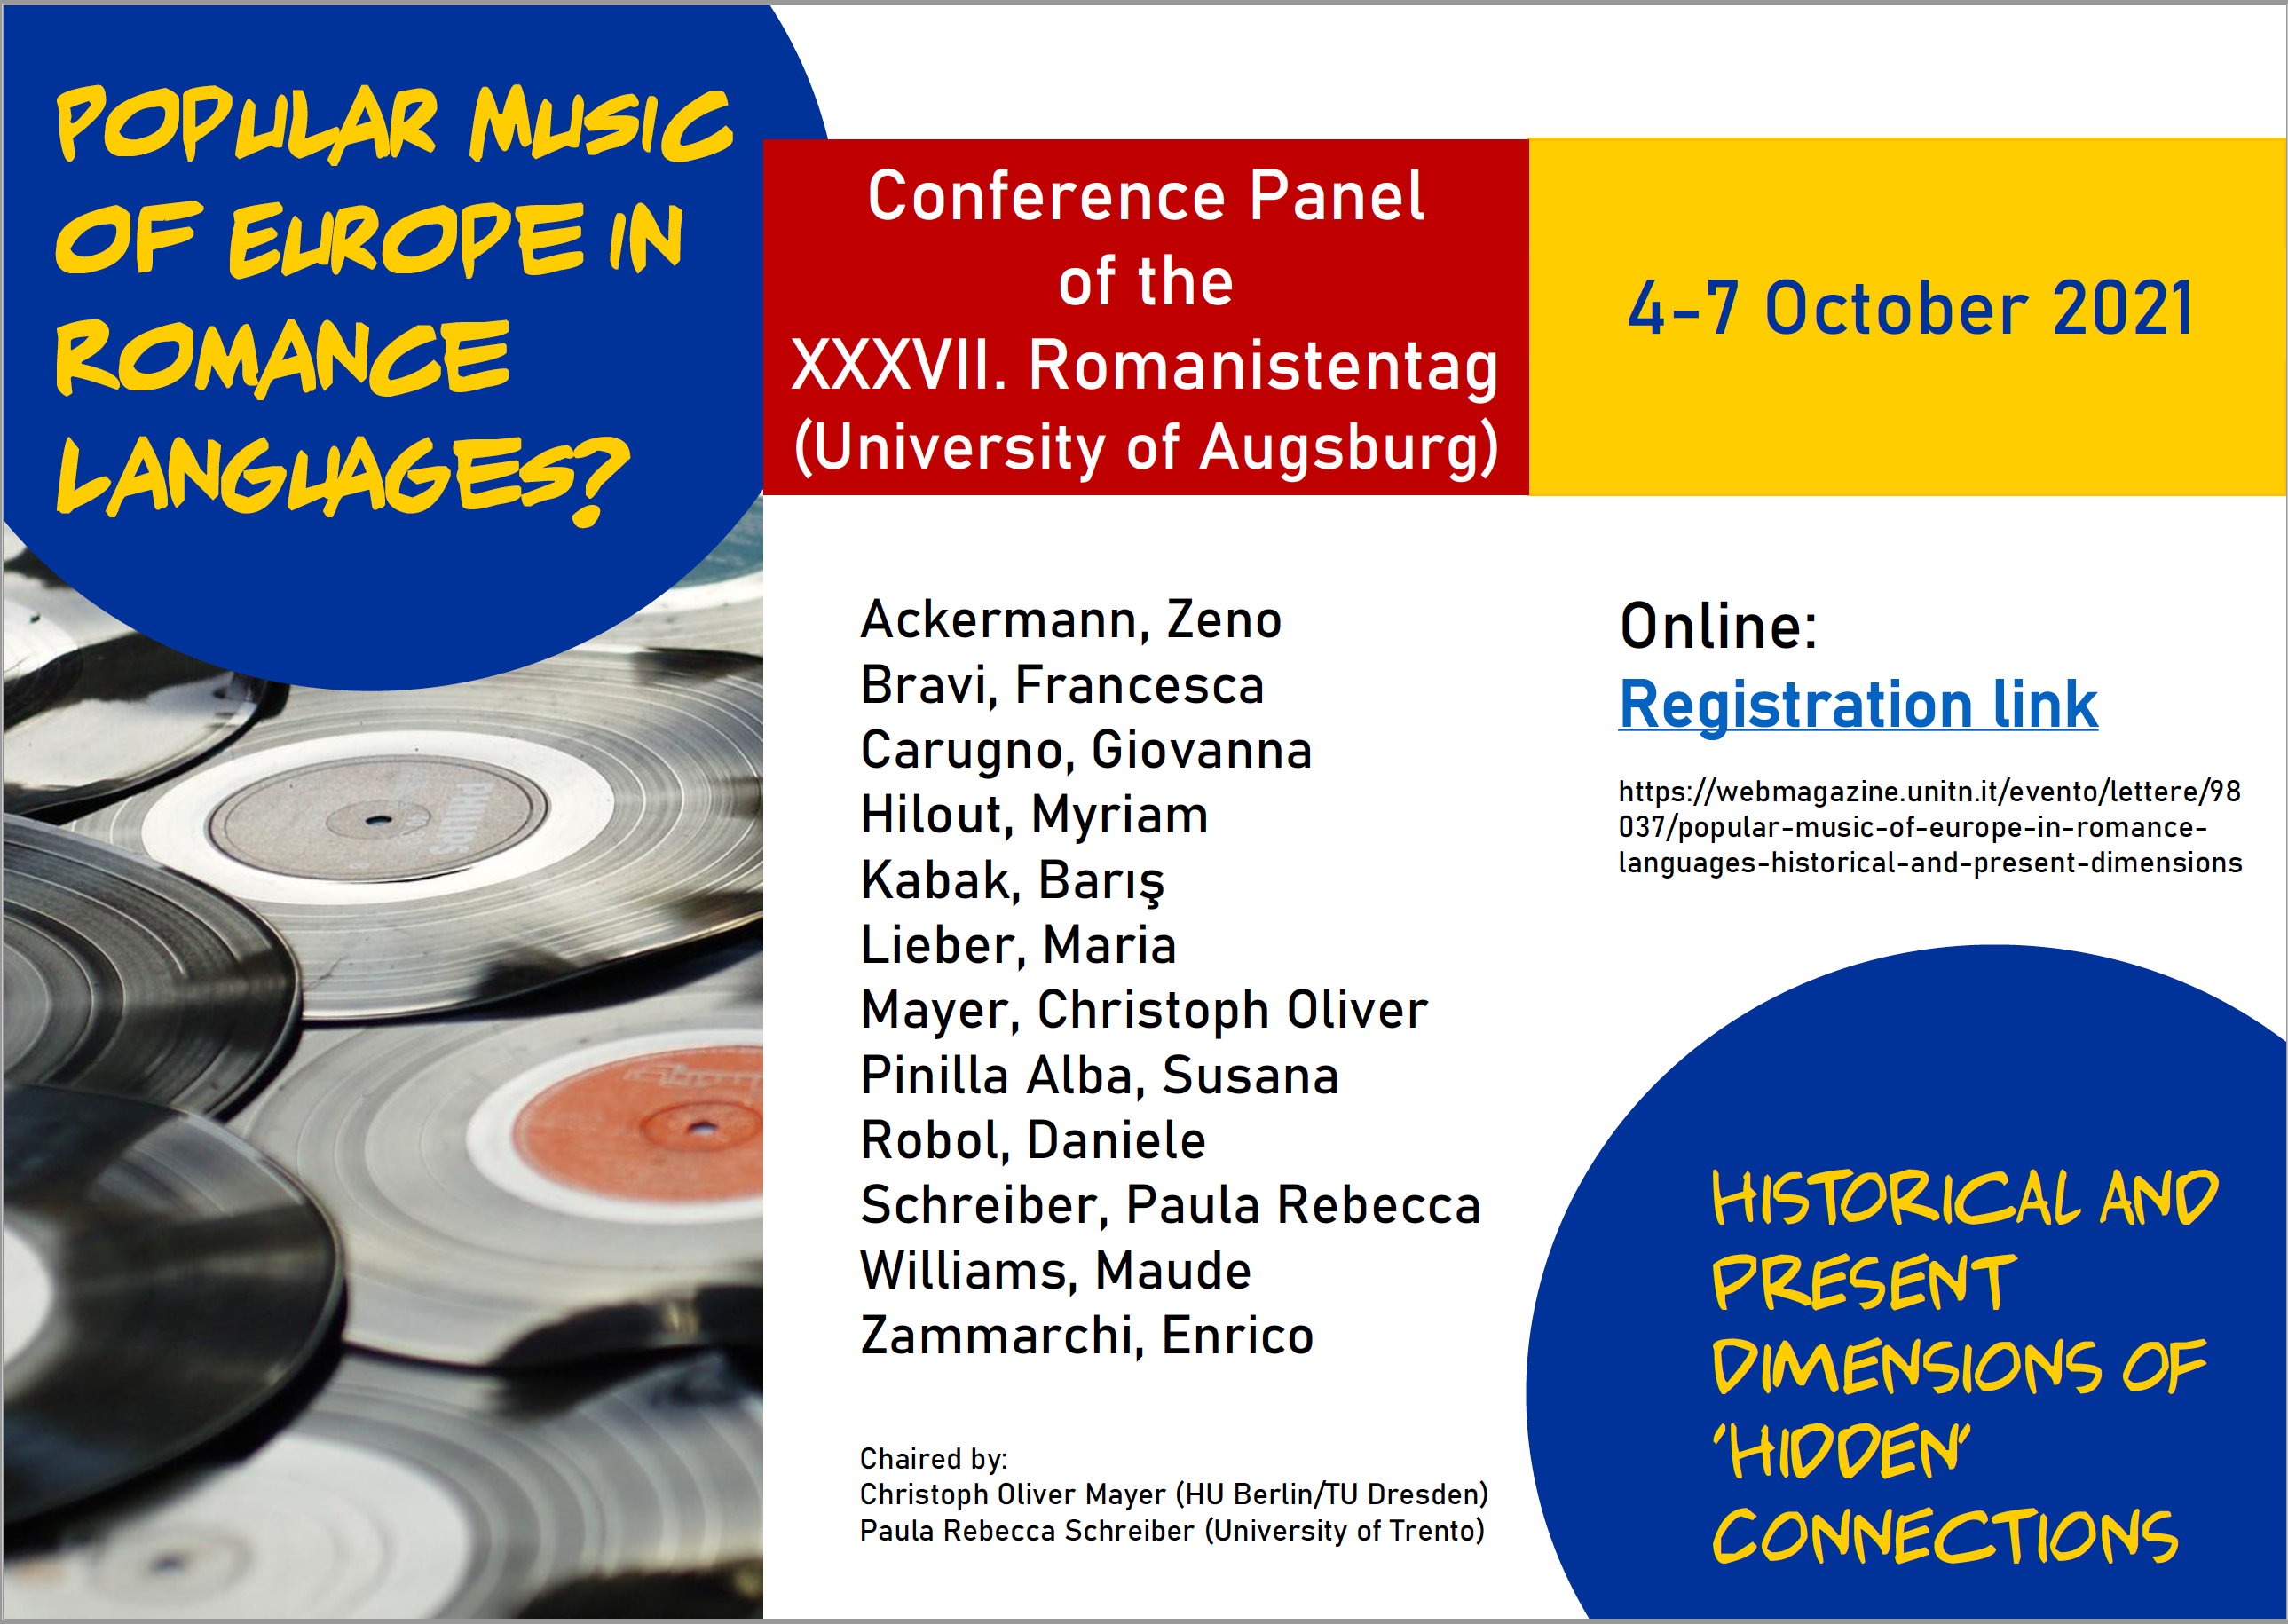 POPULAR MUSIC
OF EUROPE IN
ROMANCE
LANGUAGES?
Conference Panel
of the
XXXVII. Romanistentag
(University of Augsburg)
4-7 October 2021
Ackermann, Zeno
Bravi, Francesca
Carugno, Giovanna
Hilout, Myriam
Kabak, Barış
Lieber, Maria
Mayer, Christoph Oliver
Pinilla Alba, Susana
Robol, Daniele
Schreiber, Paula Rebecca
Williams, Maude
Zammarchi, Enrico
Chaired by:
Christoph Oliver Mayer (HU Berlin/TU Dresden)
Paula Rebecca Schreiber (University of Trento)
Online:
Registration link
https://webmagazine.unitn.it/evento/lettere/98
037/popular-music-of-europe-in-romance-
languages-historical-and-present-dimensions
HISTORICAL AND
PRESENT
DIMENSIONS OF
'HIDDEN'
CONNECTIONS
PHILIPS